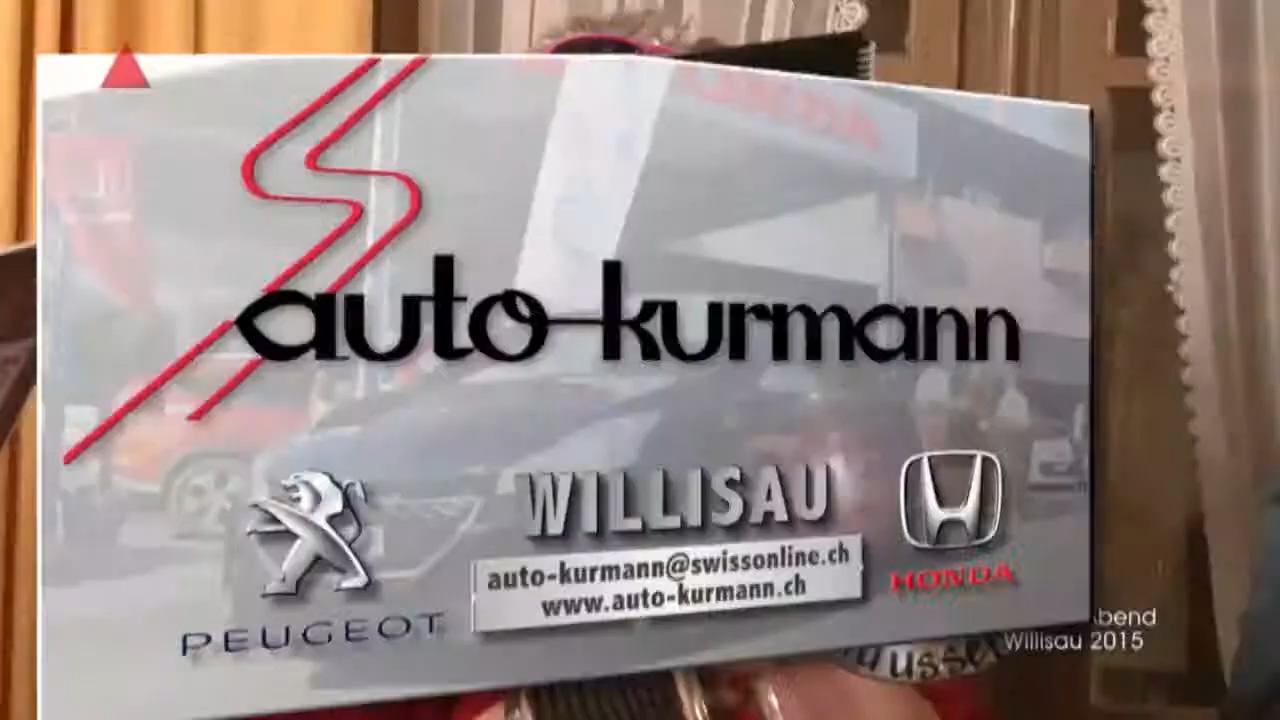 auto-kurmann
WILLISAU
auto-kurmann@swissonline.ch
www.auto-kurmann.ch
PEUGEOT
HONDA
Willisau 2015